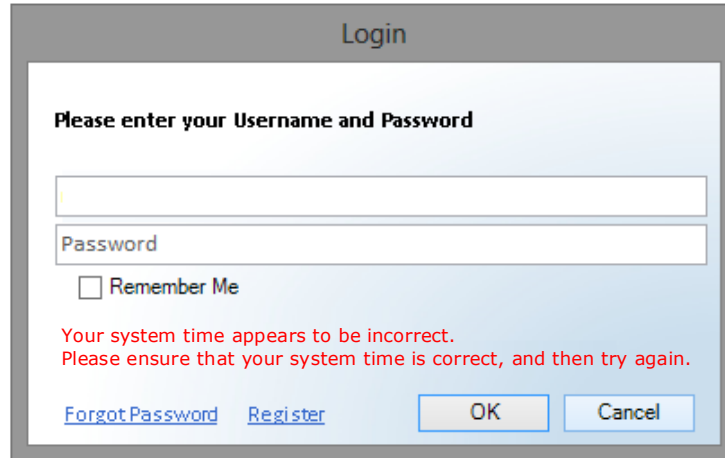 Login
Please enter your Username and Password
Password
Remember Me
Your system time appears to be incorrect.
Please ensure that your system time is correct, and then try again.
Forgot Password Register OK Cancel